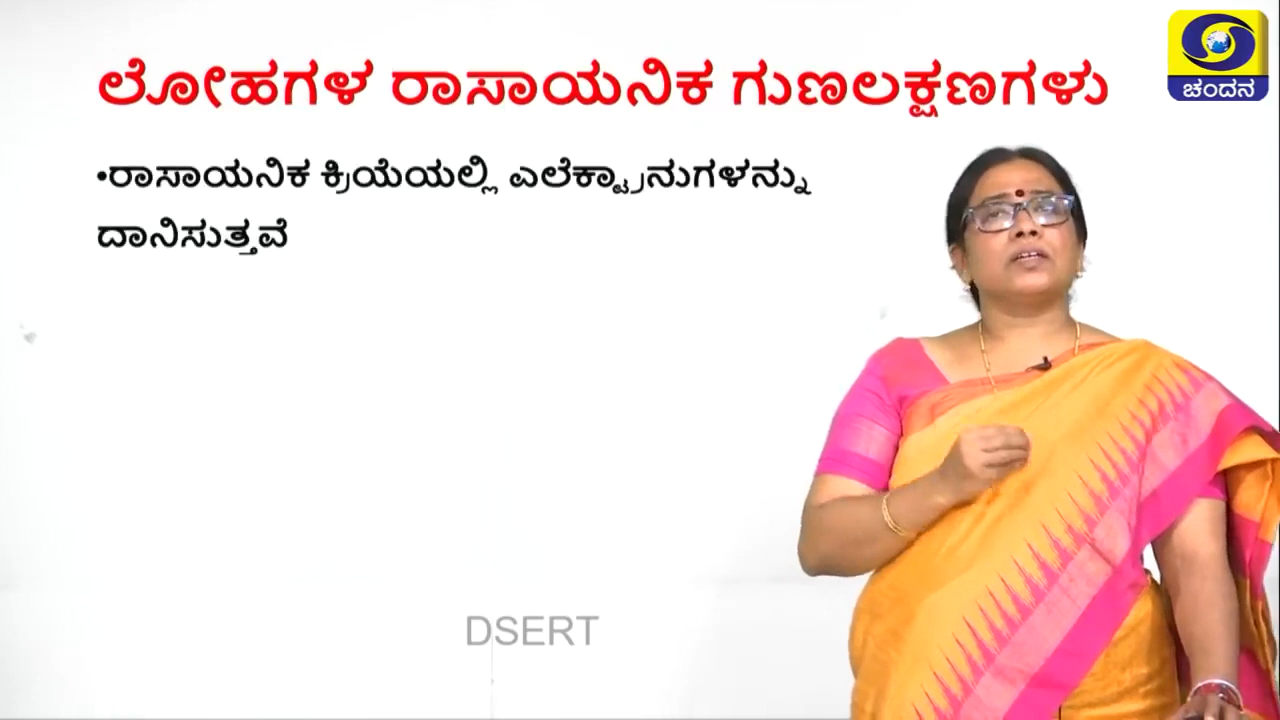 ಲೋಹಗಳ ರಾಸಾಯನಿಕ ಗುಣಲಕ್ಷಣಗಳು
•ರಾಸಾಯನಿಕ ಕ್ರಿಯೆಯಲ್ಲಿ ಎಲೆಕ್ಟ್ರಾನುಗಳನ್ನು
ದಾನಿಸುತ್ತವೆ
ಚಂದನ
DSERT